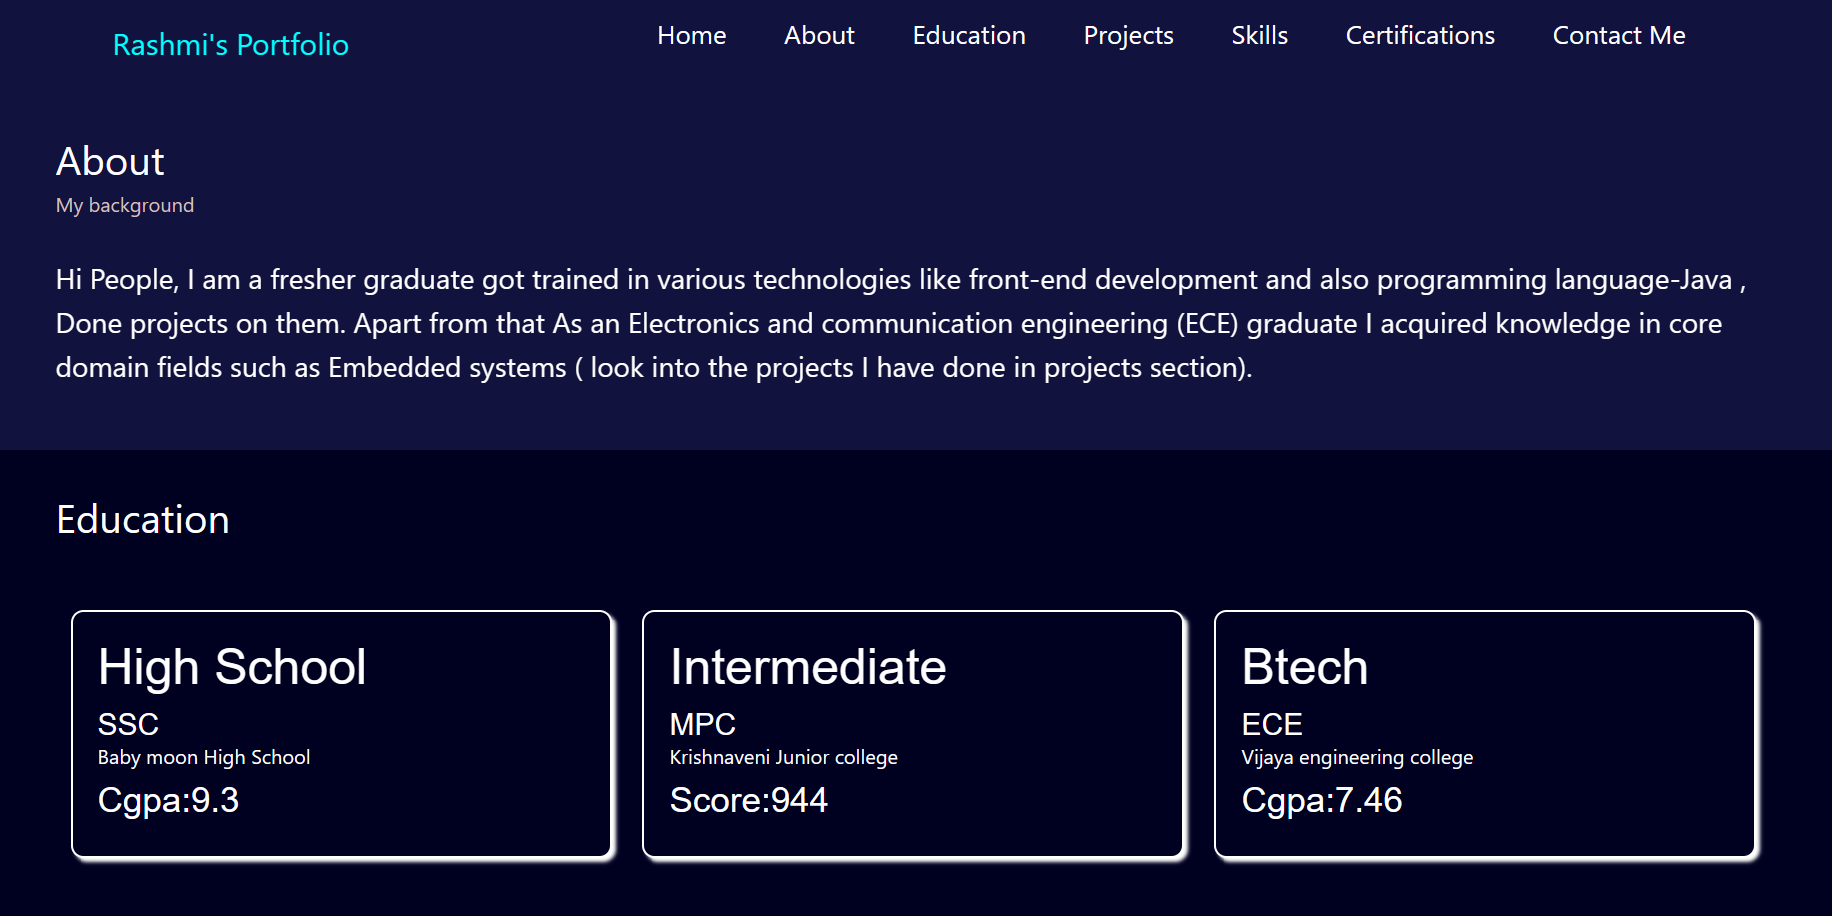 Rashmi's Portfolio
Home About Education Projects Skills Certifications Contact Me
About
My background
Hi People, I am a fresher graduate got trained in various technologies like front-end development and also programming language-Java ,
Done projects on them. Apart from that As an Electronics and communication engineering (ECE) graduate I acquired knowledge in core
domain fields such as Embedded systems ( look into the projects I have done in projects section).
Education
High School
SSC
Baby moon High School
Cgpa:9.3
Intermediate
MPC
Krishnaveni Junior college
Score:944
Btech
ECE
Vijaya engineering college
Cgpa:7.46